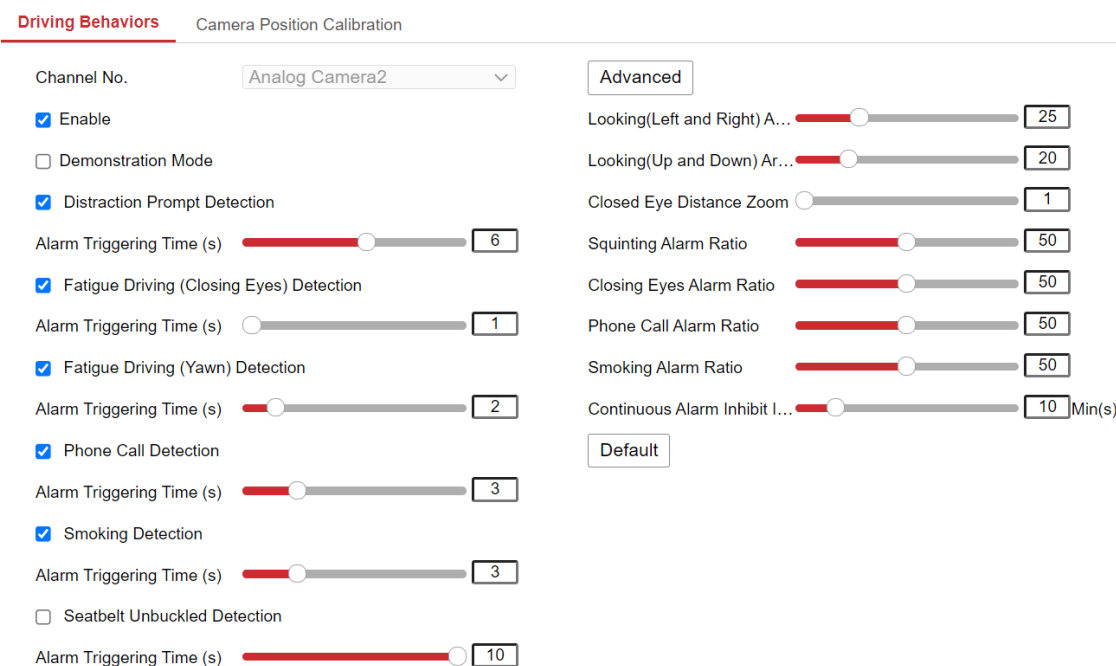 Driving Behaviors
Camera Position Calibration
Channel No.
Analog Camera2
Enable
Demonstration Mode
Distraction Prompt Detection
Alarm Triggering Time (s)
6
Fatigue Driving (Closing Eyes) Detection
Alarm Triggering Time (s)
1
Fatigue Driving (Yawn) Detection
Alarm Triggering Time (s)
2
Phone Call Detection
Alarm Triggering Time (s)
3
Smoking Detection
Alarm Triggering Time (s)
3
Seatbelt Unbuckled Detection
Alarm Triggering Time (s)
10
Advanced
Looking(Left and Right) A...
25
Looking(Up and Down) Ar...
20
Closed Eye Distance Zoom
1
Squinting Alarm Ratio
50
Closing Eyes Alarm Ratio
50
Phone Call Alarm Ratio
50
Smoking Alarm Ratio
50
Continuous Alarm Inhibit I...
10 Min(s)
Default